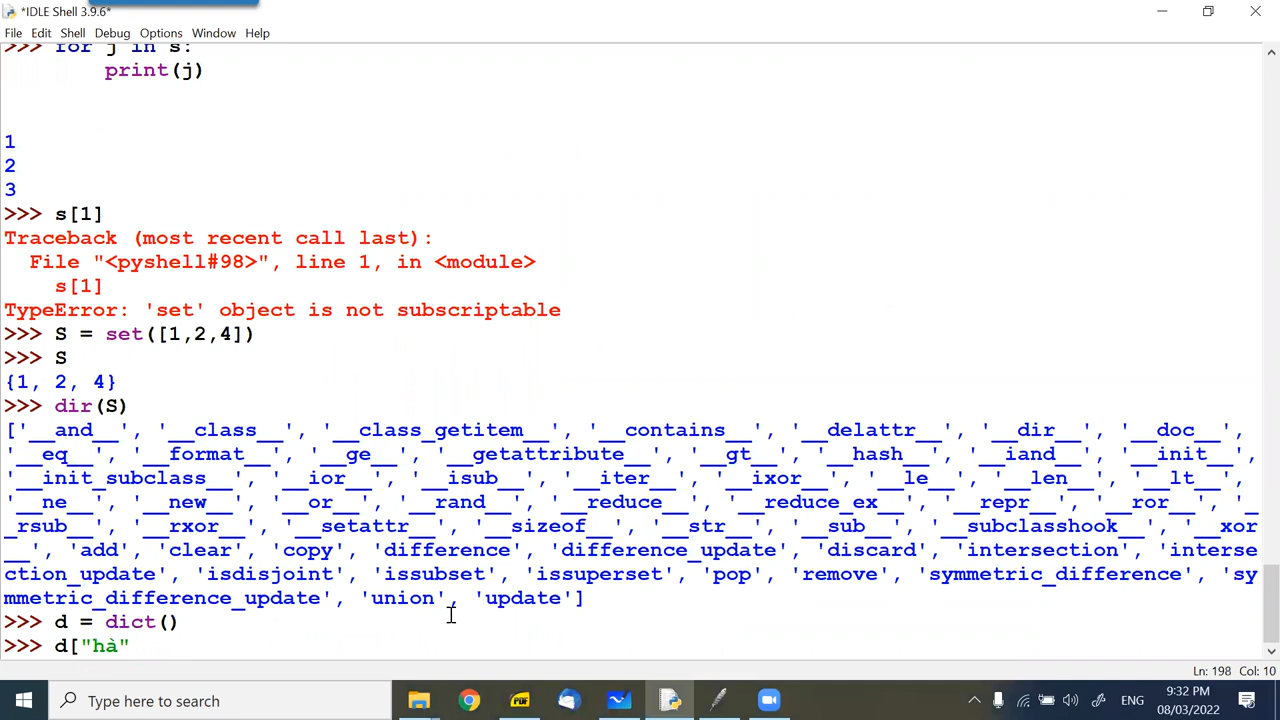 *IDLE Shell 3.9.6*
File Edit Shell Debug Options Window Help
>>> for j in s:
print(j)
1
2
3
>>> s[1]
Traceback (most recent call last):
File "<pyshell#98>", line 1, in <module>
s[1]
TypeError: 'set' object is not subscriptable
>>> S = set([1,2,4])
>>> S
{1, 2, 4}
>>> dir(S)
['__and__', '__class__', '__class_getitem__', '__contains__', '__delattr__', '__dir__', '__doc__',
'__eq__', '__format__', '__ge__', '__getattribute__', '__gt__', '__hash__', '__iand__', '__init__',
'__init_subclass__', '__ior__', '__isub__', '__iter__', '__ixor__', '__le__', '__len__', '__lt__',
'__ne__', '__new__', '__or__', '__rand__', '__reduce__', '__reduce_ex__', '__repr__', '__ror__', '_
_rsub__', '__rxor__', '__setattr__', '__sizeof__', '__str__', '__sub__', '__subclasshook__', '__xor
__', 'add', 'clear', 'copy', 'difference', 'difference_update', 'discard', 'intersection', 'interse
ction_update', 'isdisjoint', 'issubset', 'issuperset', 'pop', 'remove', 'symmetric_difference', 'sy
mmetric_difference_update', 'union', 'update']
>>> d = dict()
>>> d["hà"
Ln: 198 Col: 10
Type here to search
PDF
ENG
9:32 PM
08/03/2022